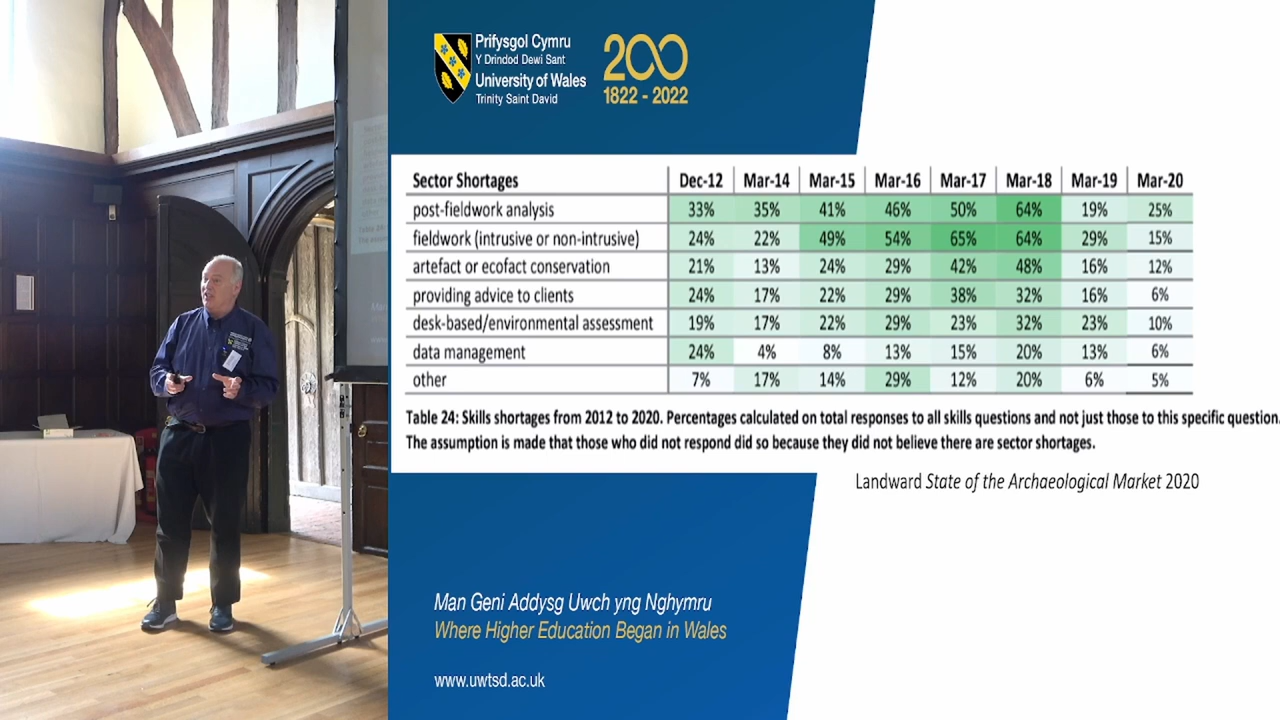 Prifysgol Cymru
Y Drindod Dewi Sant
University of Wales
Trinity Saint David
200
1822 - 2022
Sector Shortages Dec-12 Mar-14 Mar-15 Mar-16 Mar-17 Mar-18 Mar-19 Mar-20
post-fieldwork analysis 33% 35% 41% 46% 50% 64% 19% 25%
fieldwork (intrusive or non-intrusive) 24% 22% 49% 54% 65% 64% 29% 15%
artefact or ecofact conservation 21% 13% 24% 29% 42% 48% 16% 12%
providing advice to clients 24% 17% 22% 29% 38% 32% 16% 6%
desk-based/environmental assessment 19% 17% 22% 29% 23% 32% 23% 10%
data management 24% 4% 8% 13% 15% 20% 13% 6%
other 7% 17% 14% 29% 12% 20% 6% 5%
Table 24: Skills shortages from 2012 to 2020. Percentages calculated on total responses to all skills questions and not just those to this specific question.
The assumption is made that those who did not respond did so because they did not believe there are sector shortages.
Landward State of the Archaeological Market 2020
Man Geni Addysg Uwch yng Nghymru
Where Higher Education Began in Wales
www.uwtsd.ac.uk